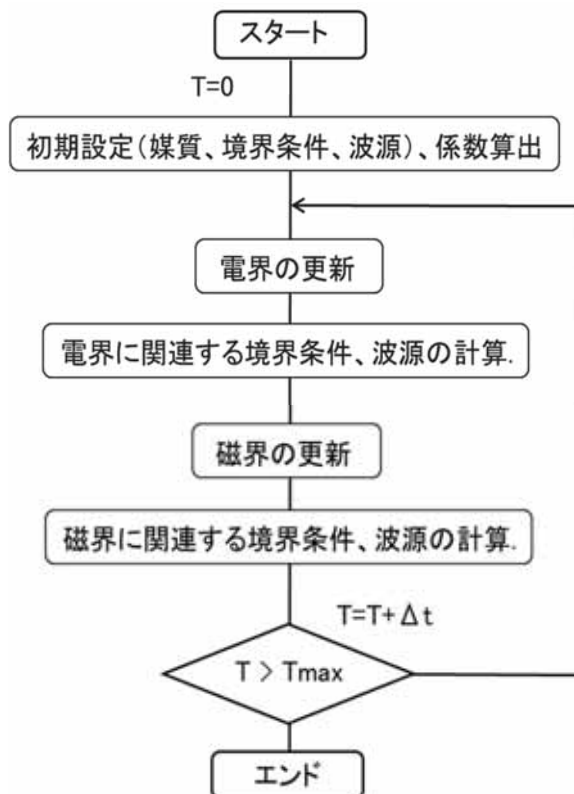 スタート
T=0
初期設定(媒質、境界条件、波源)、係数算出
電界の更新
電界に関連する境界条件、波源の計算.
磁界の更新
磁界に関連する境界条件、波源の計算.
T=T+Δt
T > Tmax
エンド